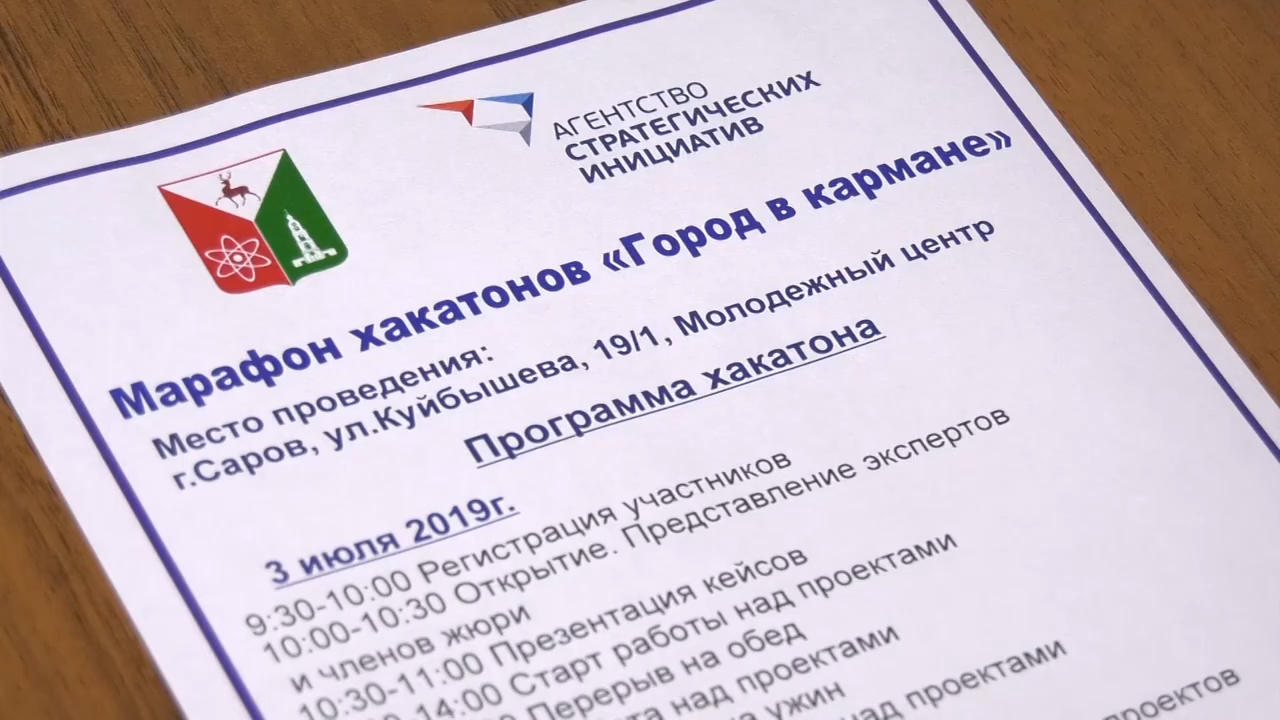 АГЕНТСТВО
СТРАТЕГИЧЕСКИХ
ИНИЦИАТИВ
Марафон хакатонов «Город в кармане»
Место проведения:
г.Саров, ул.Куйбышева, 19/1, Молодежный центр
Программа хакатона
3 июля 2019г.
9:30-10:00 Регистрация участников
10:00-10:30 Открытие. Представление экспертов
и членов жюри
10:30-11:00 Презентация кейсов
-14:00 Старт работы над проектами
Перерыв на обед
над проектами
ужин
над проектами